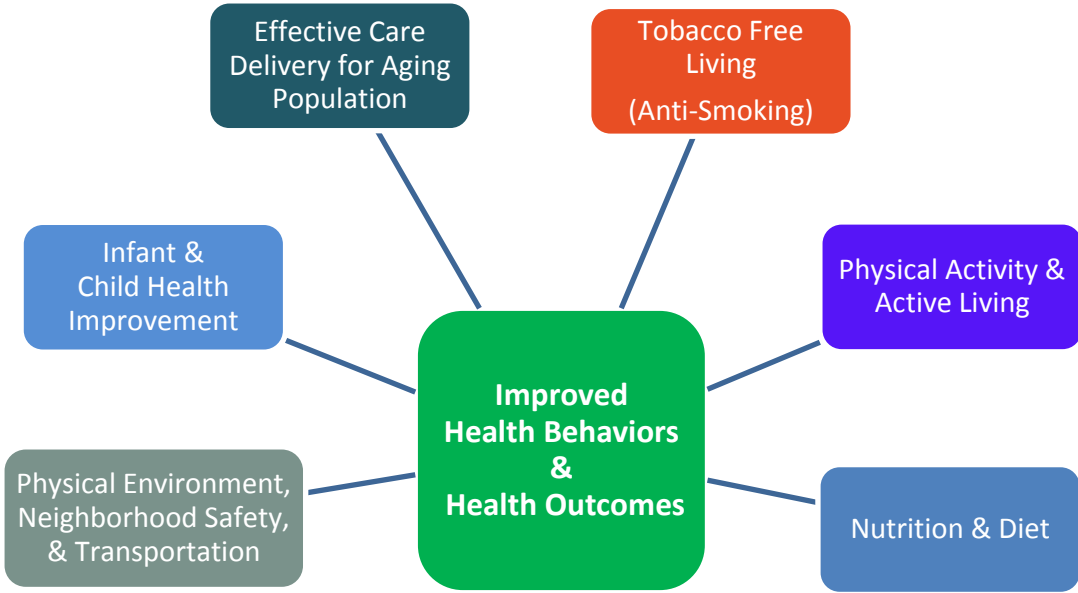 Effective Care
Delivery for Aging
Population
Tobacco Free
Living
(Anti-Smoking)
Infant &
Child Health
Improvement
Physical Activity &
Active Living
Improved
Health Behaviors
&
Health Outcomes
Physical Environment,
Neighborhood Safety,
& Transportation
Nutrition & Diet